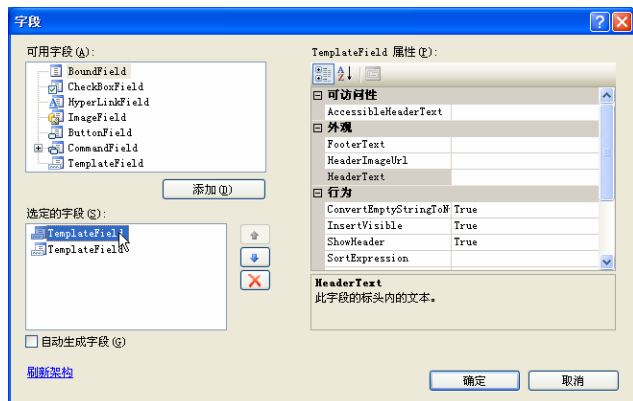 字段
可用字段(A):
BoundField
CheckBoxField
HyperLinkField
ImageField
ButtonField
CommandField
TemplateField
添加(D)
选定的字段(S):
TemplateField
TemplateField
自动生成字段(G)
刷新架构
TemplateField 属性(P):
可访问性
AccessibleHeaderText
外观
FooterText
HeaderImageUrl
HeaderText
行为
ConvertEmptyStringToN True
InsertVisible True
ShowHeader True
SortExpression
HeaderText
此字段的标头内的文本。
确定
取消